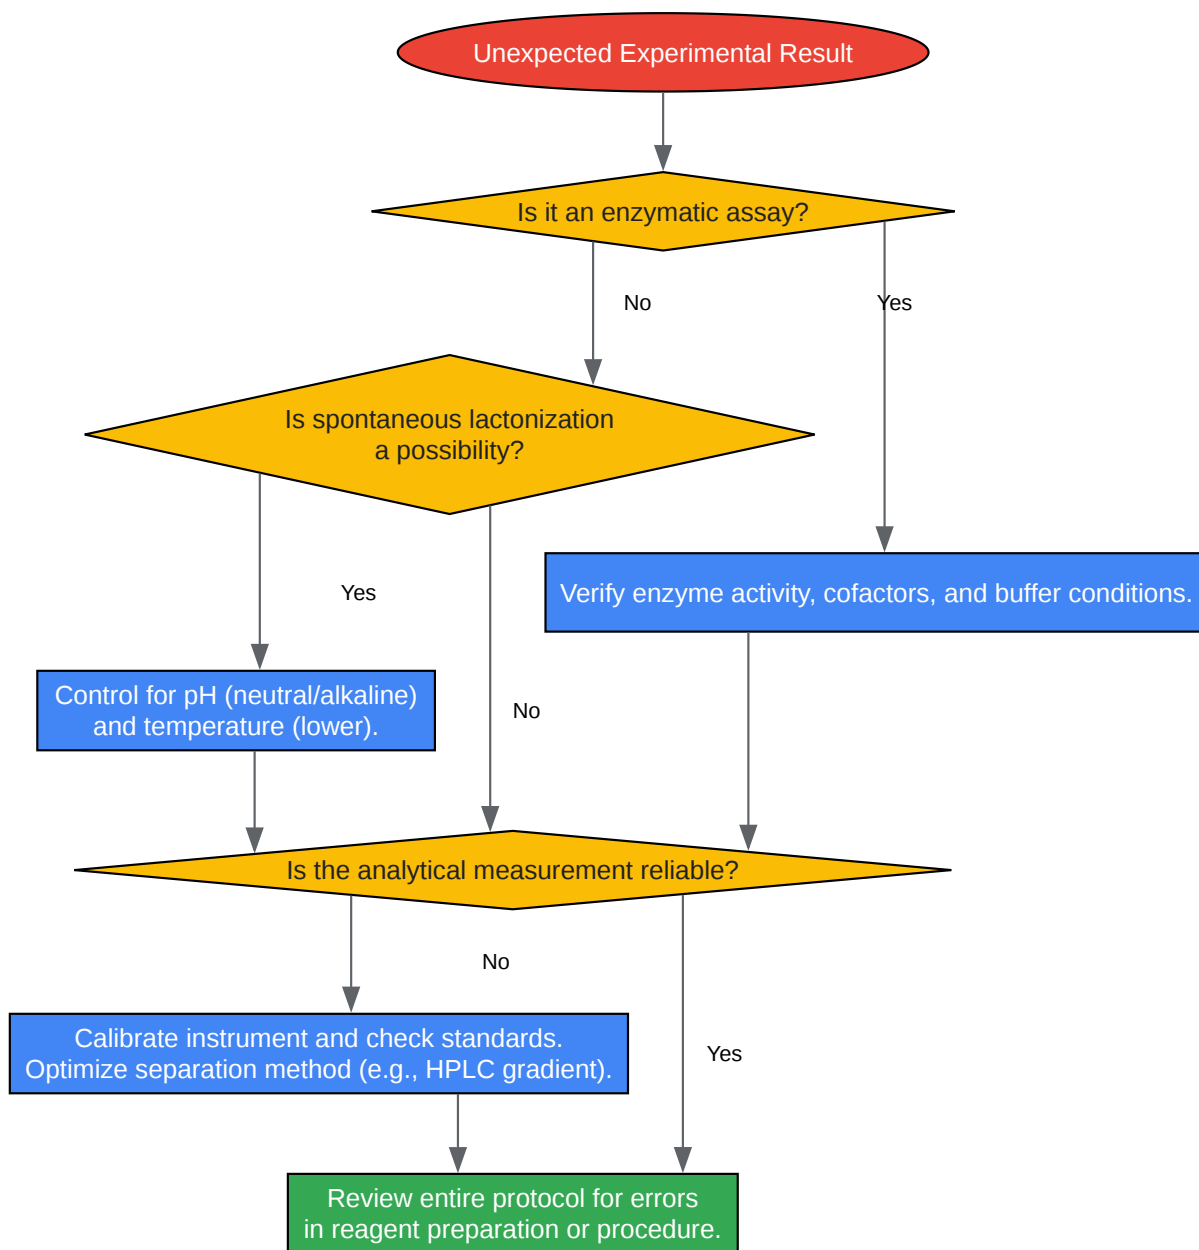 Unexpected Experimental Result
Is it an enzymatic assay?
No
Yes
Is spontaneous lactonization
a possibility?
Yes
Verify enzyme activity, cofactors, and buffer conditions.
Control for pH (neutral/alkaline)
and temperature (lower).
No
Is the analytical measurement reliable?
No
Calibrate instrument and check standards.
Optimize separation method (e.g., HPLC gradient).
Yes
Review entire protocol for errors
in reagent preparation or procedure.